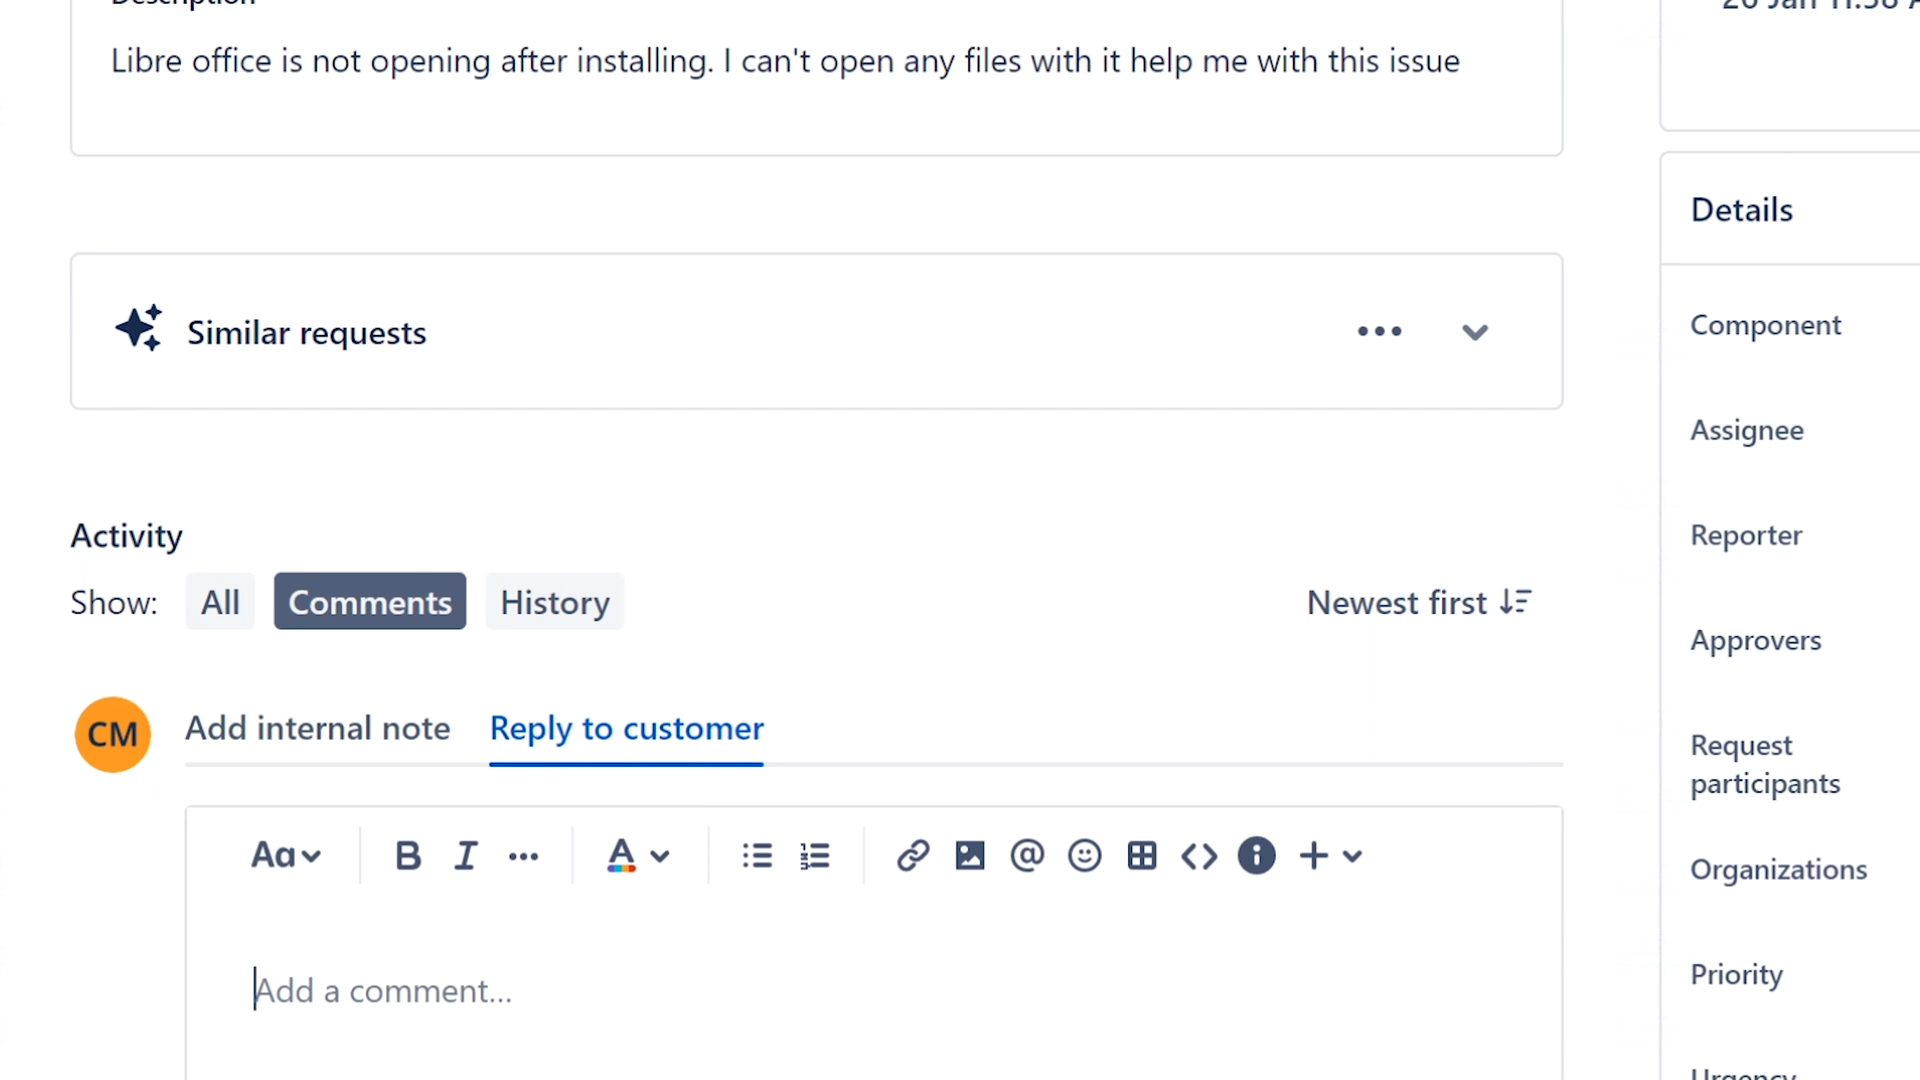 Description
Libre office is not opening after installing. I can't open any files with it help me with this issue
Similar requests
Activity
Show: All Comments History
Newest first
CM
Add internal note Reply to customer
Aa B I A
Add a comment...
Details
Component
Assignee
Reporter
Approvers
Request
participants
Organizations
Priority